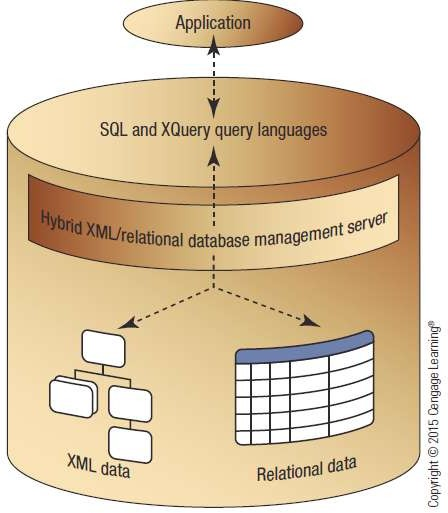 Application
SQL and XQuery query languages
Hybrid XML/relational database management server
XML data
Relational data
Copyright © 2015 Cengage Learning®